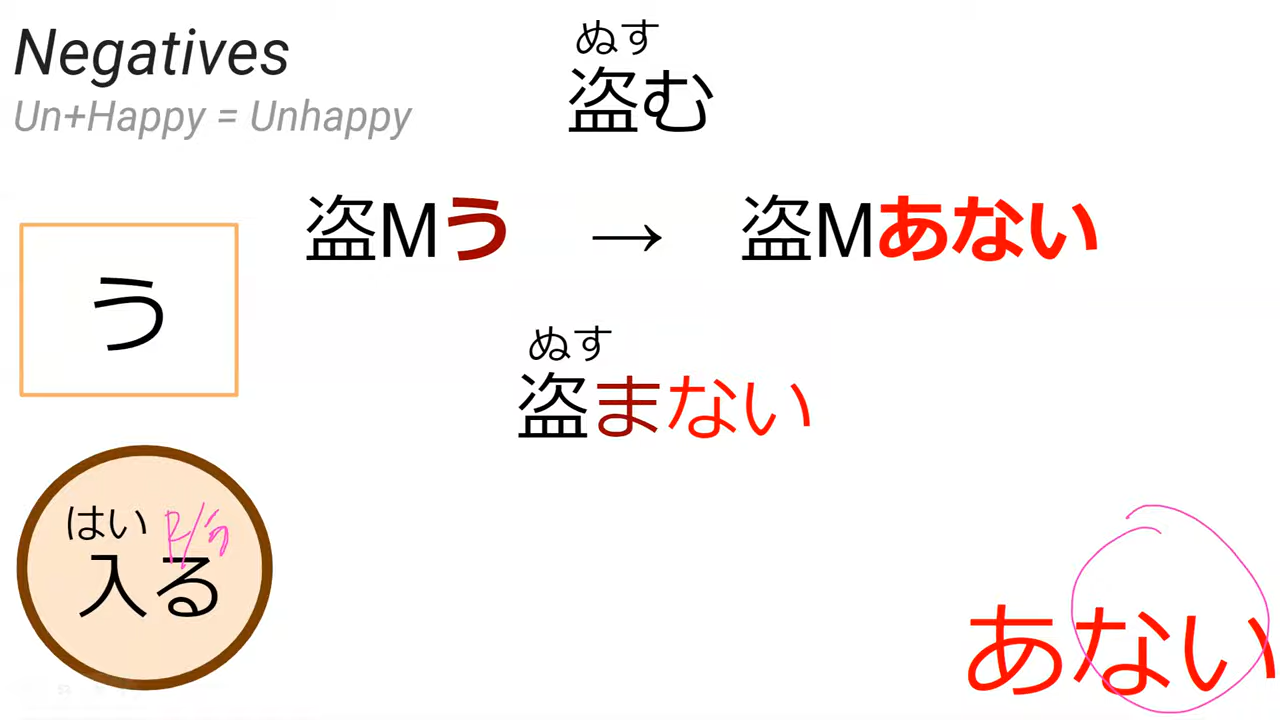 Negatives
Un+Happy = Unhappy
ぬす
盗む
盗Mう → 盗Mあない
う
ぬす
盗まない
はい R/う
入る
あない